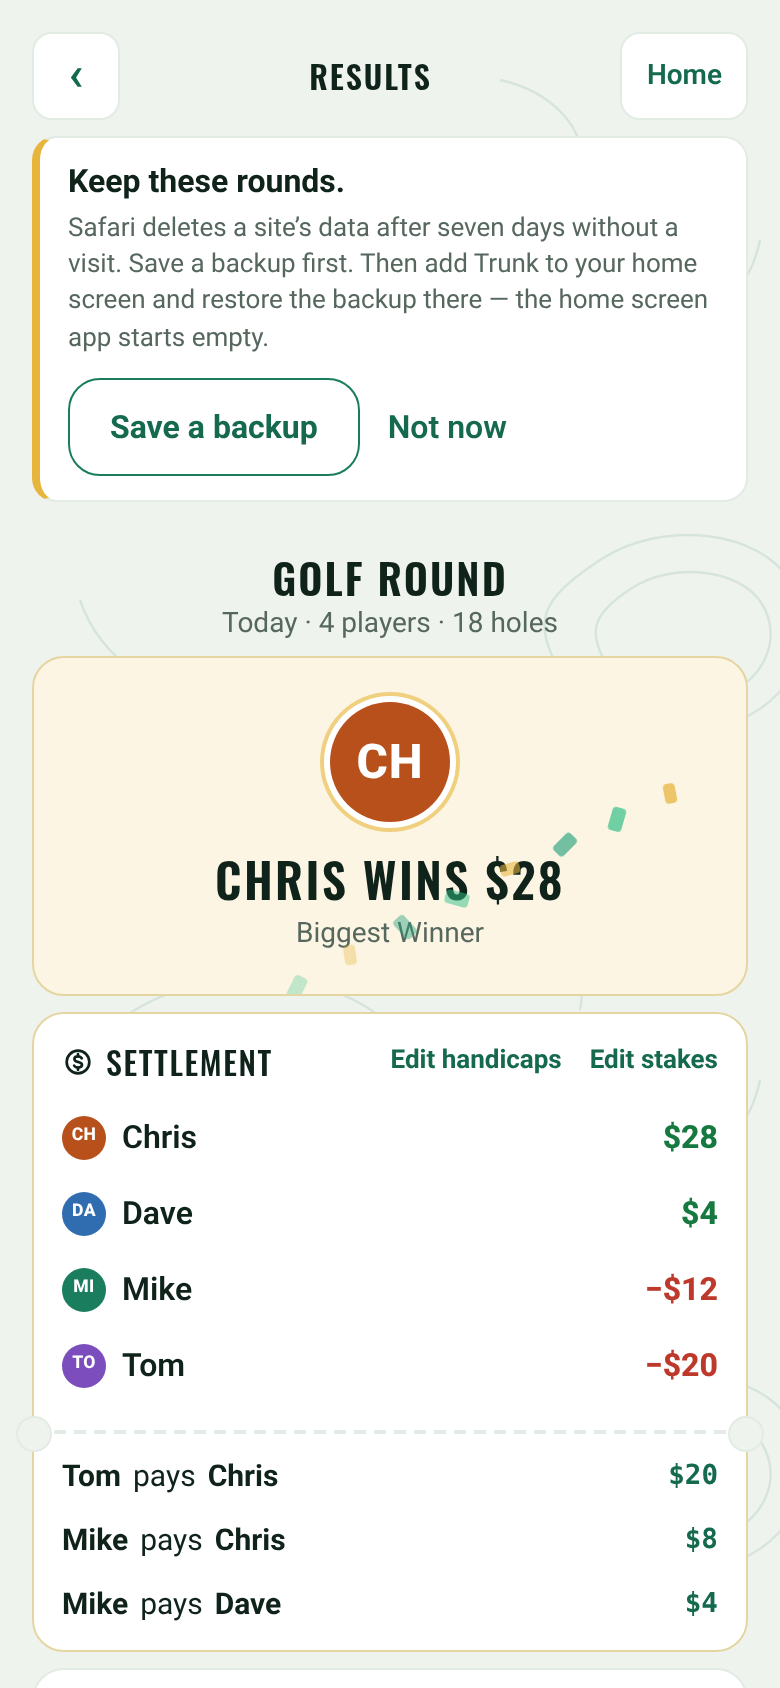 ‹
RESULTS
Home
Keep these rounds.
Safari deletes a site’s data after seven days without a
visit. Save a backup first. Then add Trunk to your home
screen and restore the backup there — the home screen
app starts empty.
Save a backup
Not now
GOLF ROUND
Today · 4 players · 18 holes
CH
CHRIS WINS $28
Biggest Winner
SETTLEMENT
Edit handicaps
Edit stakes
CH Chris $28
DA Dave $4
MI Mike −$12
TO Tom −$20
Tom pays Chris $20
Mike pays Chris $8
Mike pays Dave $4